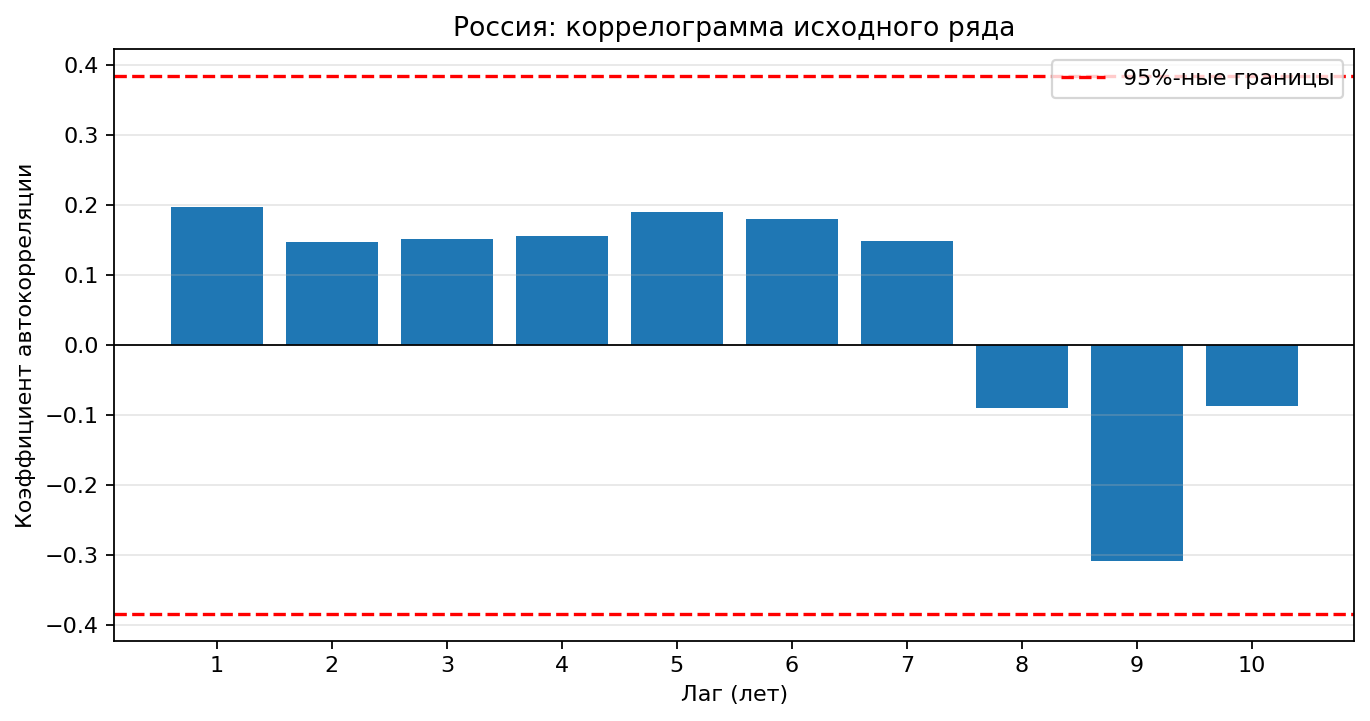 Россия: коррелограмма исходного ряда
95%-ные границы
Коэффициент автокорреляции
0.4
0.3
0.2
0.1
0.0
−0.1
−0.2
−0.3
−0.4
1 2 3 4 5 6 7 8 9 10
Лаг (лет)